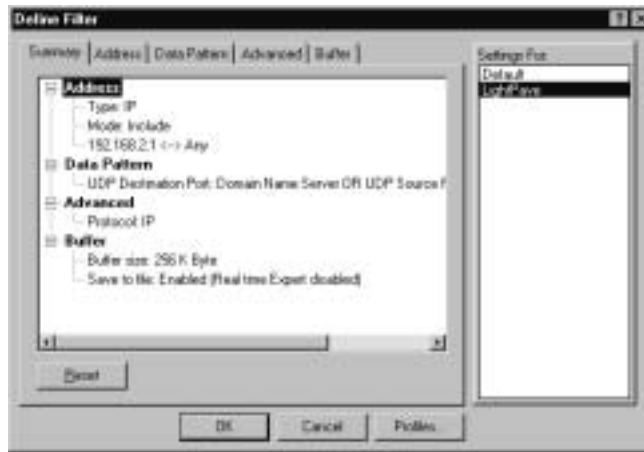 Define Filter
Summary Address Data Pattern Advanced Buffer
Address
Type: IP
Mode: Include
192.168.2.1 <-> Any
Data Pattern
UDP Destination Port: Domain Name Server OR UDP Source
Advanced
Protocol: IP
Buffer
Buffer size: 256 K Byte
Save to file: Enabled (Real time Expert disabled)
Reset
Settings For:
Default
OK Cancel Profiles...